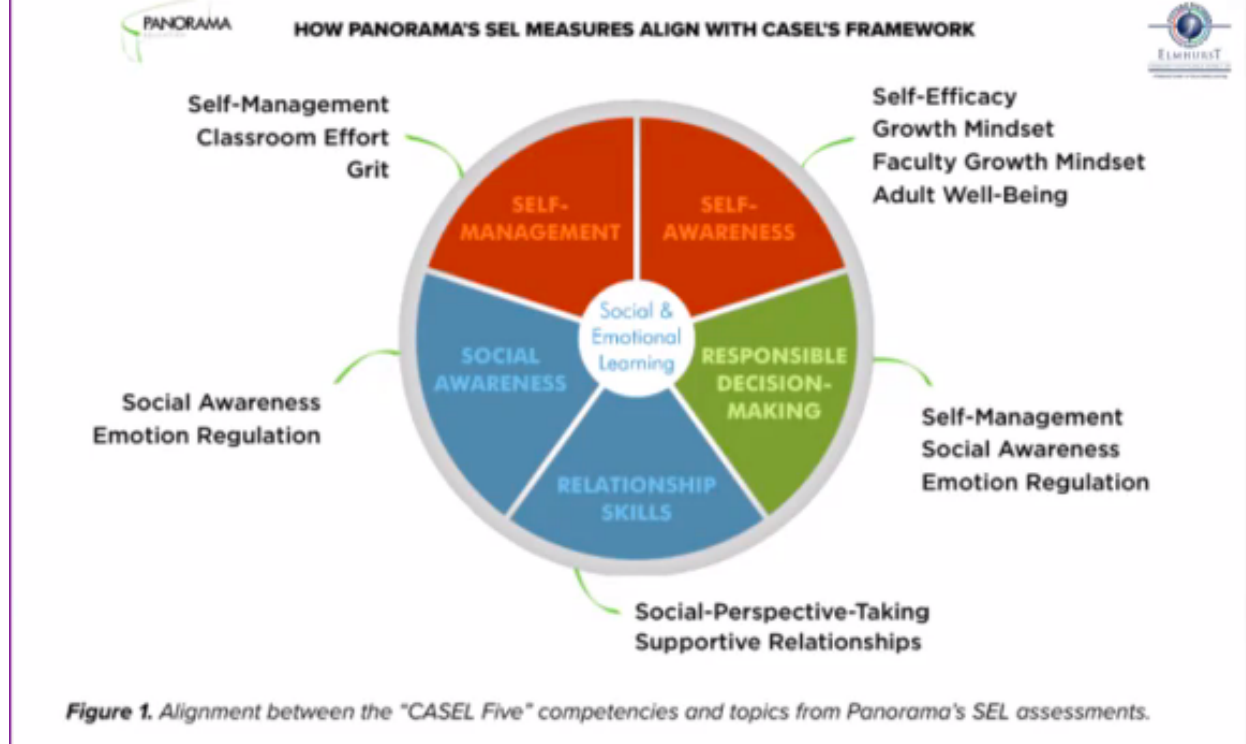 PANORAMA
HOW PANORAMA'S SEL MEASURES ALIGN WITH CASEL'S FRAMEWORK
ELMHURST
Self-Management
Classroom Effort
Grit
Self-Efficacy
Growth Mindset
Faculty Growth Mindset
Adult Well-Being
SELF-
MANAGEMENT
SELF-
AWARENESS
Social &
Emotional
Learning
SOCIAL
AWARENESS
RESPONSIBLE
DECISION-
MAKING
RELATIONSHIP
SKILLS
Social Awareness
Emotion Regulation
Self-Management
Social Awareness
Emotion Regulation
Social-Perspective-Taking
Supportive Relationships
Figure 1. Alignment between the "CASEL Five" competencies and topics from Panorama's SEL assessments.